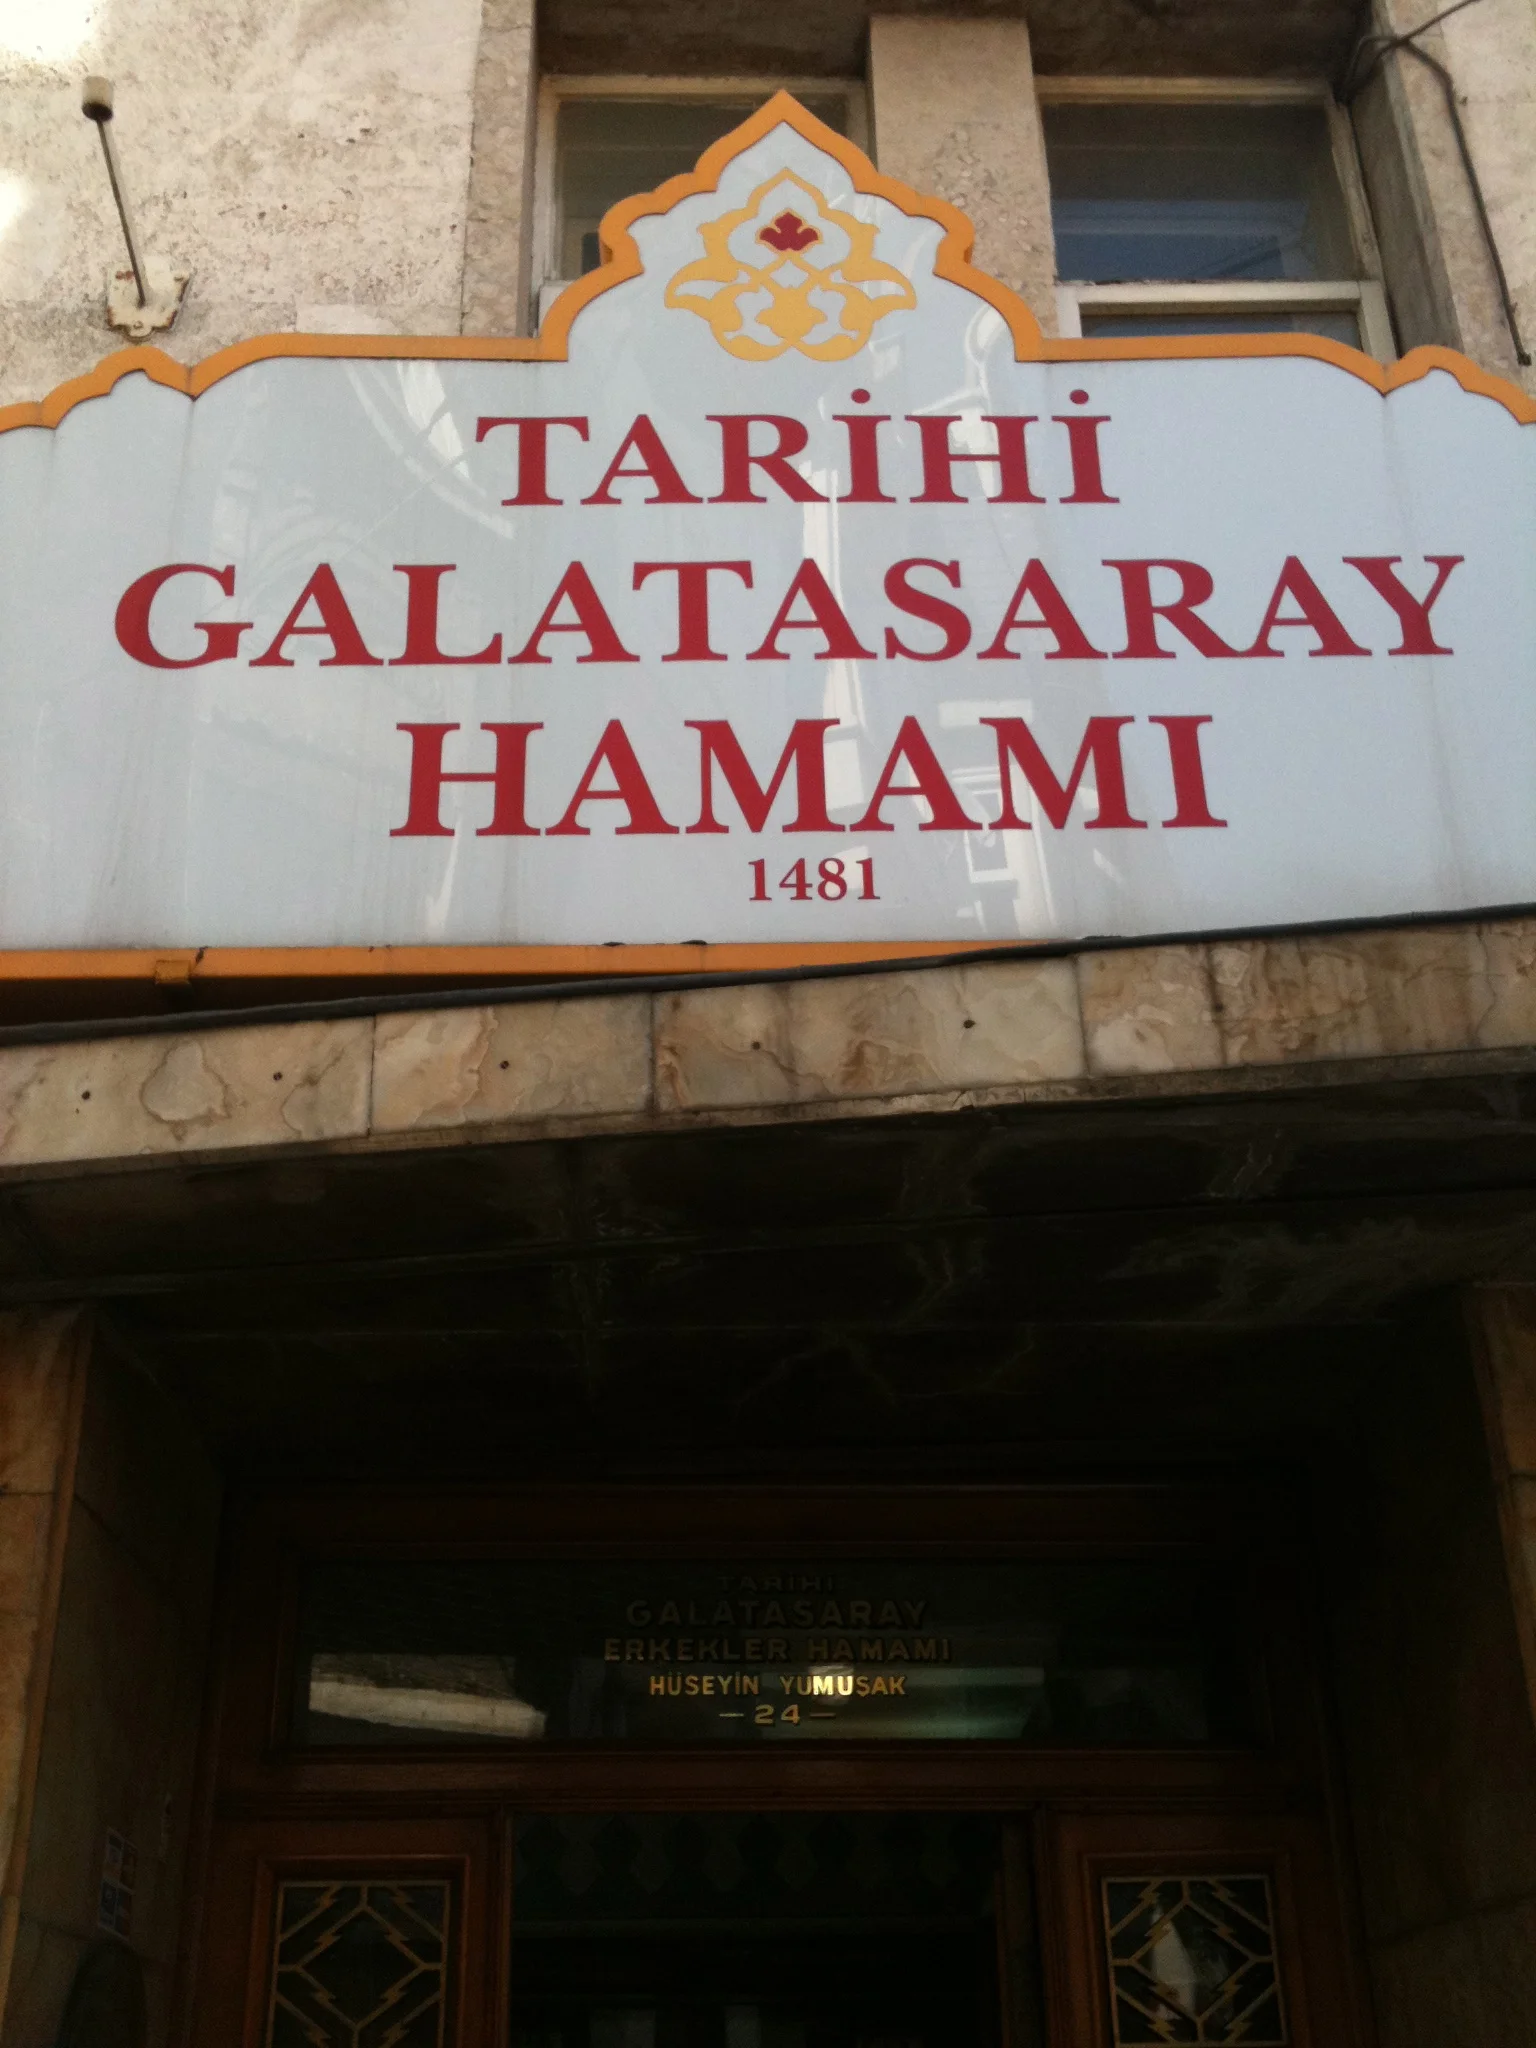 TARİHİ
GALATASARAY
HAMAMI
1481
TARİHİ
GALATASARAY
ERKEKLER HAMAMI
HÜSEYİN YUMUŞAK
— 24 —